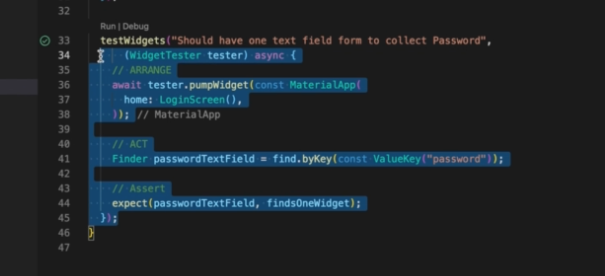 32
Run | Debug
33 testWidgets("Should have one text field form to collect Password",
34 (WidgetTester tester) async {
35 // ARRANGE
36 await tester.pumpWidget(const MaterialApp(
37 home: LoginScreen(),
38 )); // MaterialApp
39
40 // ACT
41 Finder passwordTextField = find.byKey(const ValueKey("password"));
42
43 // Assert
44 expect(passwordTextField, findsOneWidget);
45 });
46 }
47